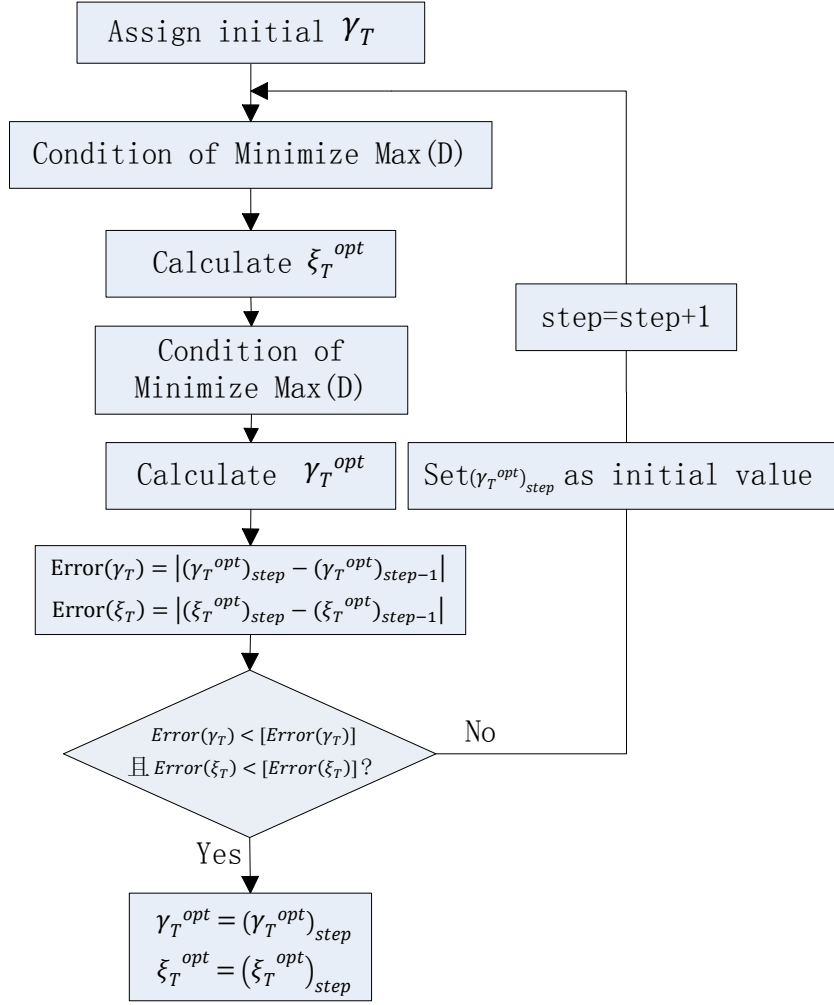 Assign initial γ_T
Condition of Minimize Max(D)
Calculate ξ_T^opt
Condition of
Minimize Max(D)
Calculate γ_T^opt
Error(γ_T) = |(γ_T^opt)_step − (γ_T^opt)_step−1|
Error(ξ_T) = |(ξ_T^opt)_step − (ξ_T^opt)_step−1|
Error(γ_T) < [Error(γ_T)]
且 Error(ξ_T) < [Error(ξ_T)]?
No
Set(γ_T^opt)_step as initial value
step=step+1
Yes
γ_T^opt = (γ_T^opt)_step
ξ_T^opt = (ξ_T^opt)_step